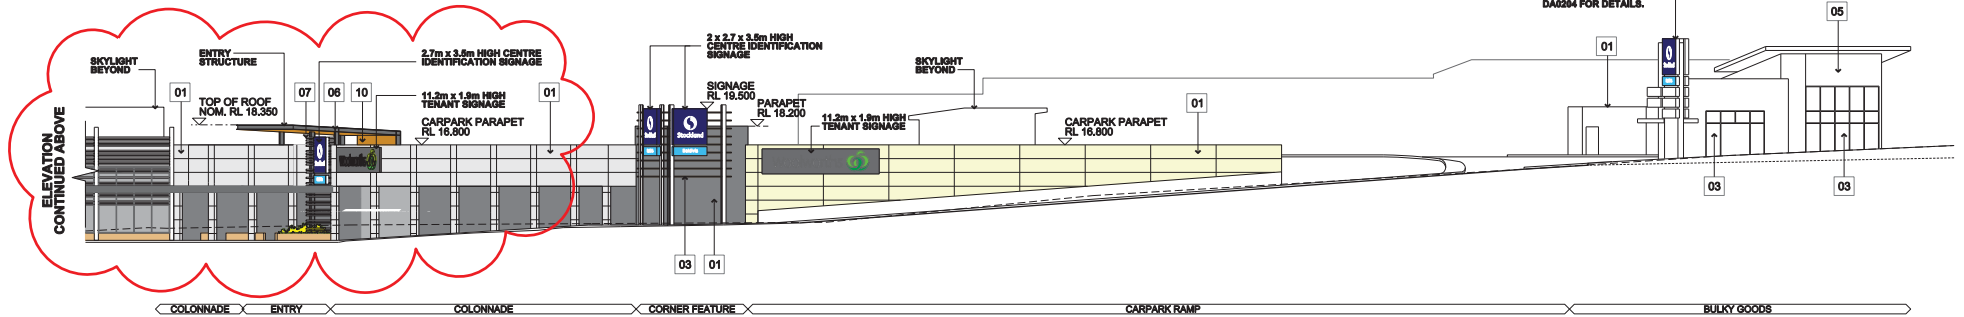 DA0204 FOR DETAILS.
05
2 x 2.7 x 3.5m HIGH
CENTRE IDENTIFICATION
SIGNAGE
01
ENTRY
STRUCTURE
2.7m x 3.5m HIGH CENTRE
IDENTIFICATION SIGNAGE
SKYLIGHT
BEYOND
SKYLIGHT
BEYOND
01
07
06
10
11.2m x 1.9m HIGH
TENANT SIGNAGE
01
SIGNAGE
RL 19.500
PARAPET
RL 18.200
01
TOP OF ROOF
NOM. RL 18.350
CARPARK PARAPET
RL 16.800
11.2m x 1.9m HIGH
TENANT SIGNAGE
CARPARK PARAPET
RL 16.800
Stockland
ELEVATION
CONTINUED ABOVE
03
01
03
03
COLONNADE
ENTRY
COLONNADE
CORNER FEATURE
CARPARK RAMP
BULKY GOODS